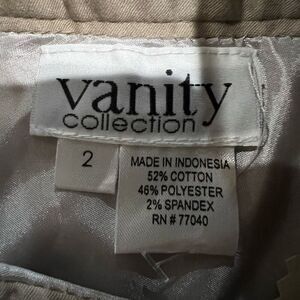 vanity
collection
2
MADE IN INDONESIA
52% COTTON
46% POLYESTER
2% SPANDEX
RN # 77040